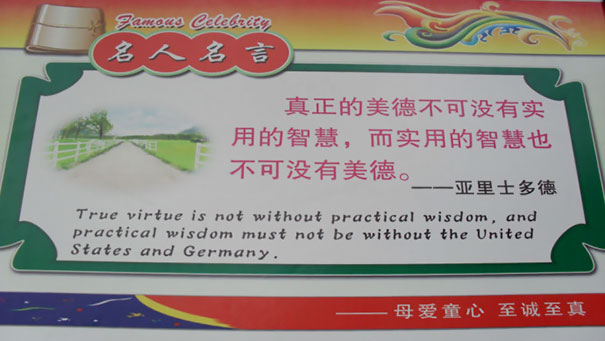 Famous Celebrity
名人名言
真正的美德不可没有实
用的智慧，而实用的智慧也
不可没有美德。
——亚里士多德
True virtue is not without practical wisdom, and
practical wisdom must not be without the United
States and Germany.
—— 母爱童心 至诚至真